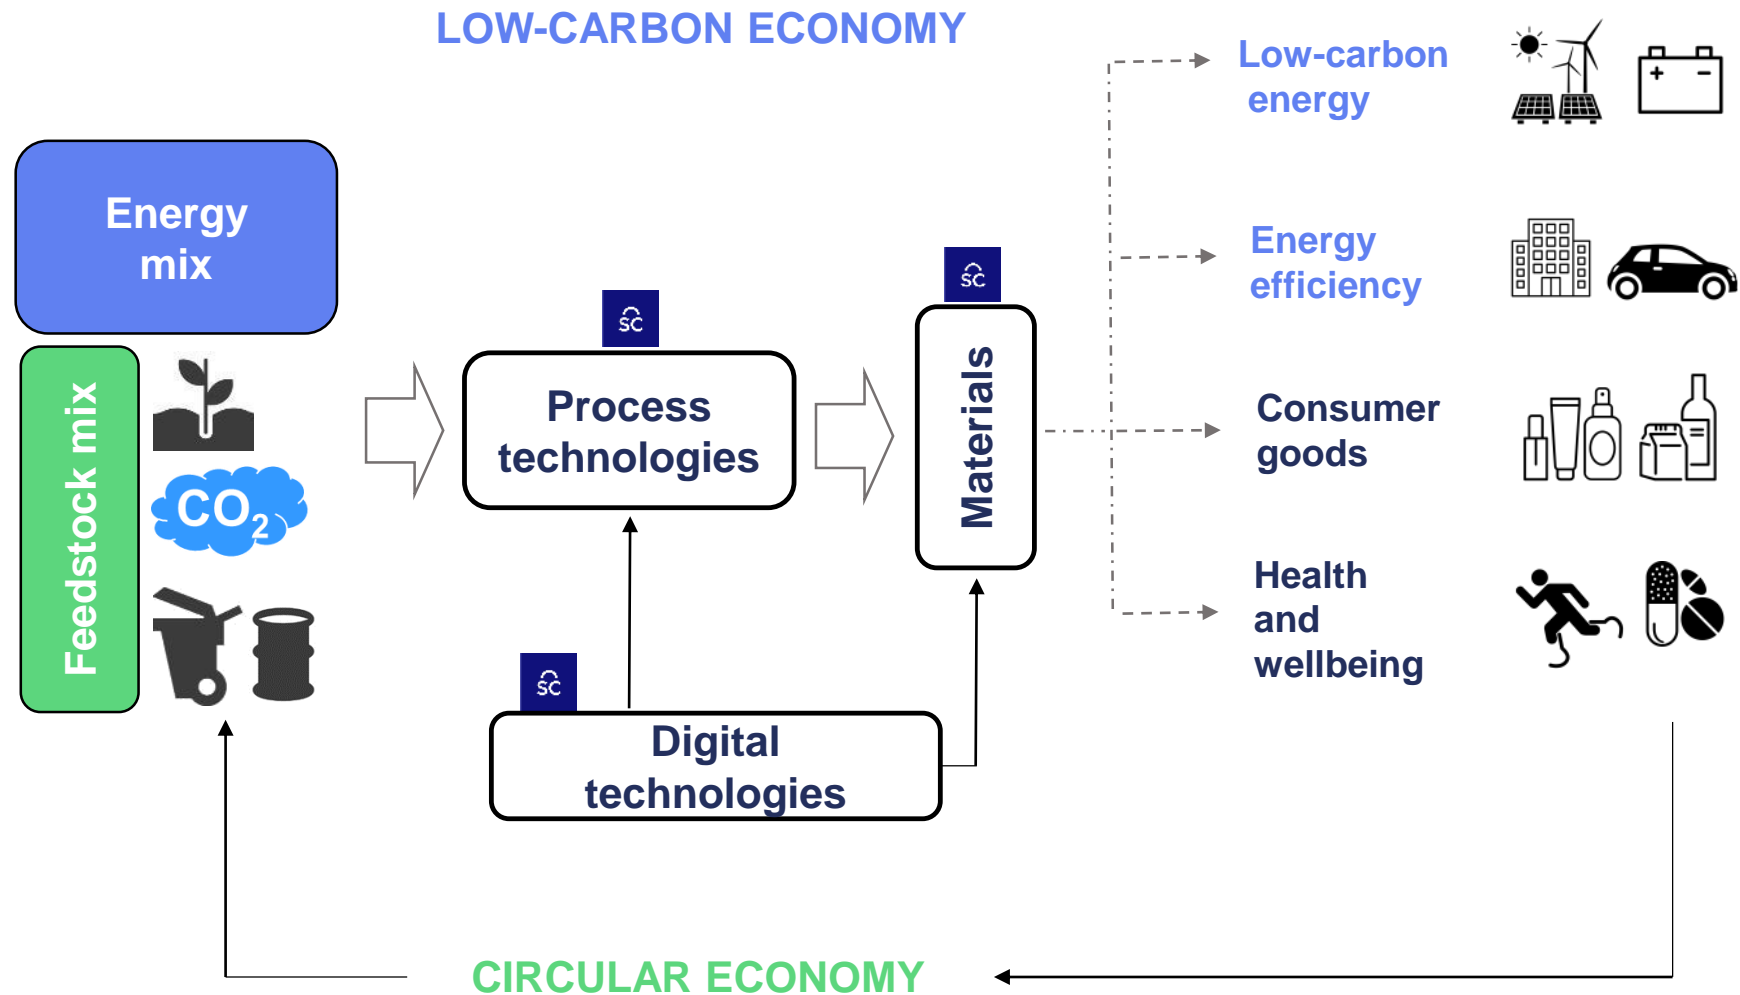 LOW-CARBON ECONOMY
Low-carbon
energy
Energy
mix
Energy
efficiency
SC
SC
Process
technologies
Materials
Consumer
goods
Feedstock mix
CO₂
Health
and
wellbeing
SC
Digital
technologies
CIRCULAR ECONOMY